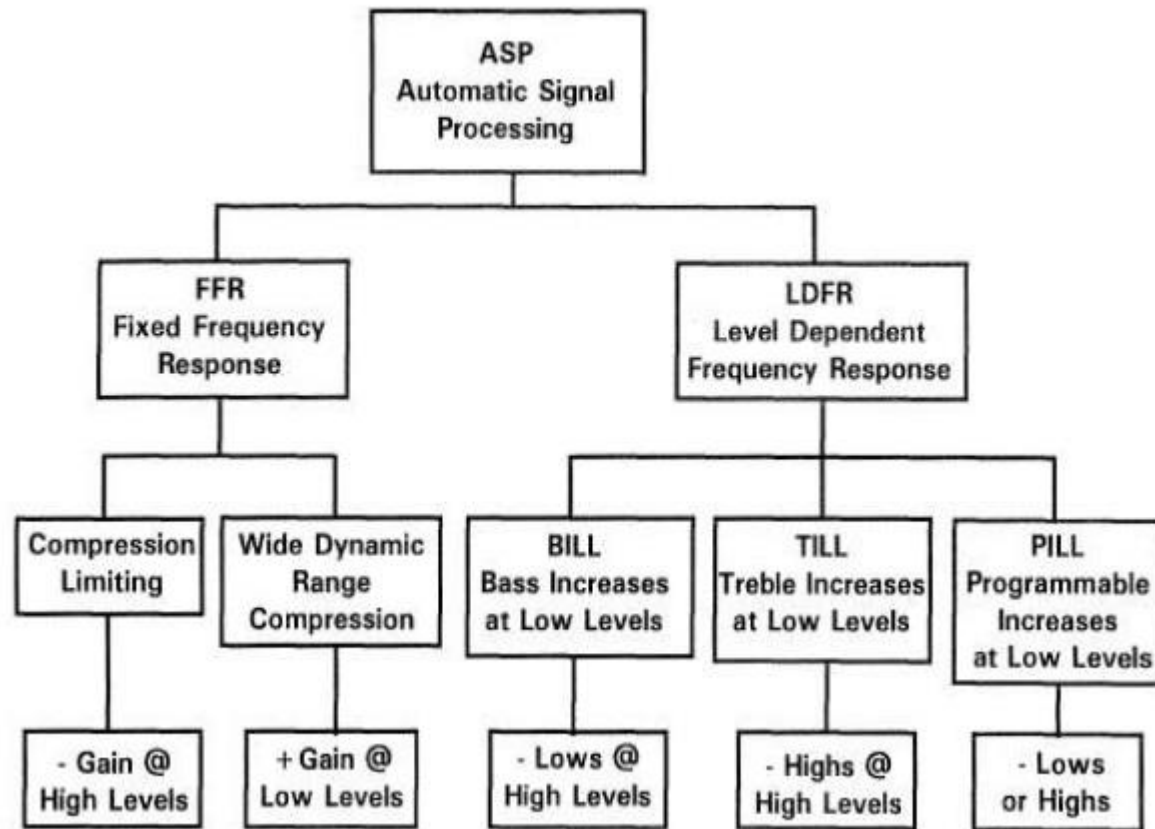 ASP
Automatic Signal
Processing
FFR
Fixed Frequency
Response
LDFR
Level Dependent
Frequency Response
Compression
Limiting
Wide Dynamic
Range
Compression
BILL
Bass Increases
at Low Levels
TILL
Treble Increases
at Low Levels
PILL
Programmable
Increases
at Low Levels
- Gain @
High Levels
+ Gain @
Low Levels
- Lows @
High Levels
- Highs @
High Levels
- Lows
or Highs